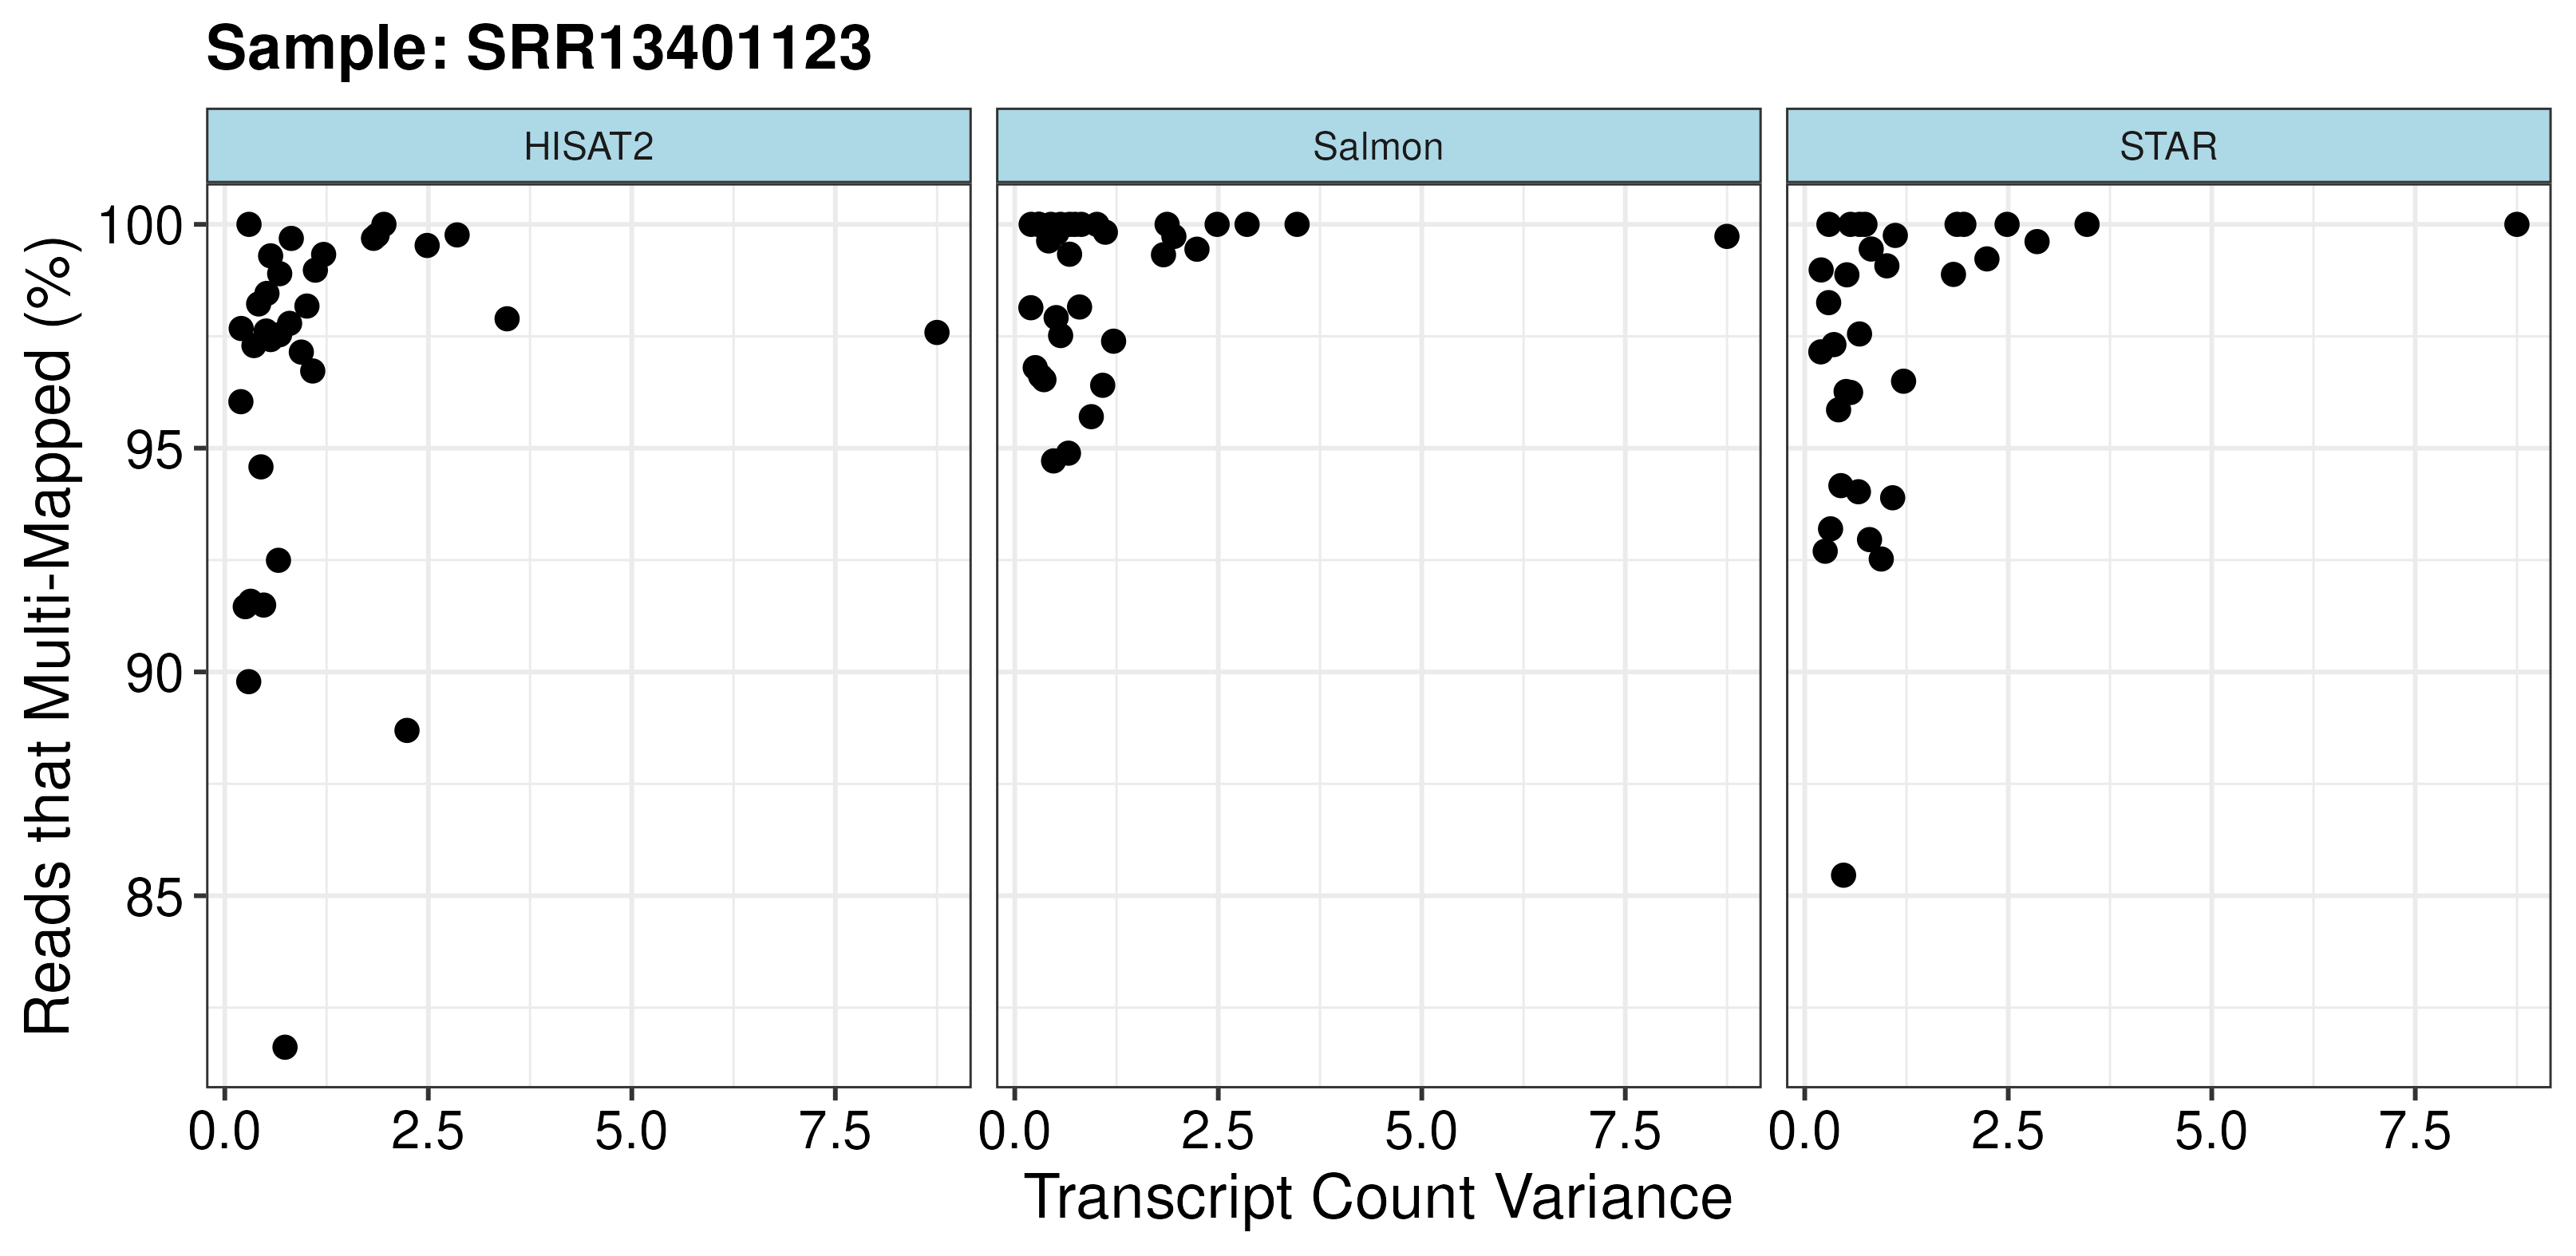 Sample: SRR13401123
HISAT2
Salmon
STAR
Reads that Multi-Mapped (%)
100
95
90
85
0.0 2.5 5.0 7.5
0.0 2.5 5.0 7.5
0.0 2.5 5.0 7.5
Transcript Count Variance